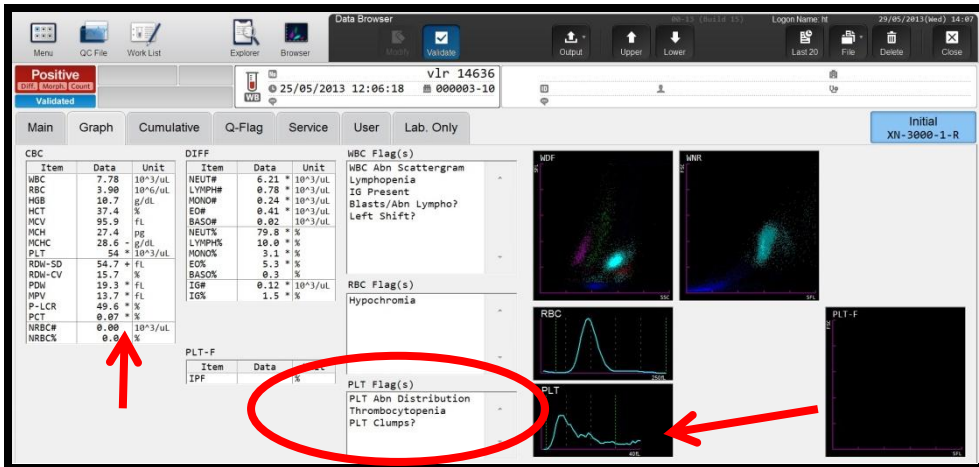 Data Browser
00-13 (Build 15)
Logon Name: ht
29/05/2013(Wed) 14:07
Menu QC File Work List Explorer Browser Modify Validate Output Upper Lower Last 20 File Delete Close
Positive
Diff. Morph. Count
Validated
WB
vlr 14636
25/05/2013 12:06:18 000003-10
Main Graph Cumulative Q-Flag Service User Lab. Only
Initial
XN-3000-1-R
CBC
Item Data Unit
WBC 7.78 10^3/uL
RBC 3.90 10^6/uL
HGB 10.7 g/dL
HCT 37.4 %
MCV 95.9 fL
MCH 27.4 pg
MCHC 28.6 - g/dL
PLT 54 * 10^3/uL
RDW-SD 54.7 + fL
RDW-CV 15.7 %
PDW 19.3 * fL
MPV 13.7 * fL
P-LCR 49.6 * %
PCT 0.07 * %
NRBC# 0.00 10^3/uL
NRBC% 0.0 %
DIFF
Item Data Unit
NEUT# 6.21 * 10^3/uL
LYMPH# 0.78 * 10^3/uL
MONO# 0.24 * 10^3/uL
EO# 0.41 * 10^3/uL
BASO# 0.02 10^3/uL
NEUT% 79.8 * %
LYMPH% 10.0 * %
MONO% 3.1 * %
EO% 5.3 * %
BASO% 0.3 %
IG# 0.12 * 10^3/uL
IG% 1.5 * %
PLT-F
Item Data Unit
IPF %
WBC Flag(s)
WBC Abn Scattergram
Lymphopenia
IG Present
Blasts/Abn Lympho?
Left Shift?
RBC Flag(s)
Hypochromia
PLT Flag(s)
PLT Abn Distribution
Thrombocytopenia
PLT Clumps?
WDF
SFL
SSC
WNR
FSC
SFL
RBC
250fL
PLT
40fL
PLT-F
FSC
SFL